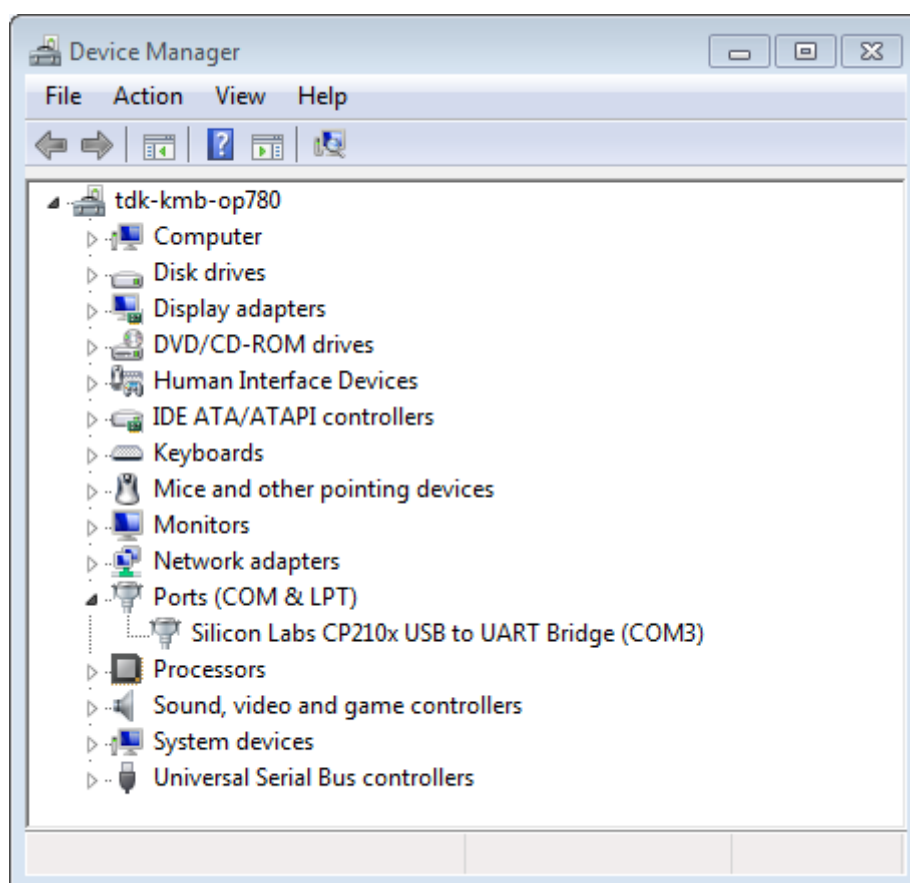 Device Manager
File Action View Help
tdk-kmb-op780
Computer
Disk drives
Display adapters
DVD/CD-ROM drives
Human Interface Devices
IDE ATA/ATAPI controllers
Keyboards
Mice and other pointing devices
Monitors
Network adapters
Ports (COM & LPT)
Silicon Labs CP210x USB to UART Bridge (COM3)
Processors
Sound, video and game controllers
System devices
Universal Serial Bus controllers